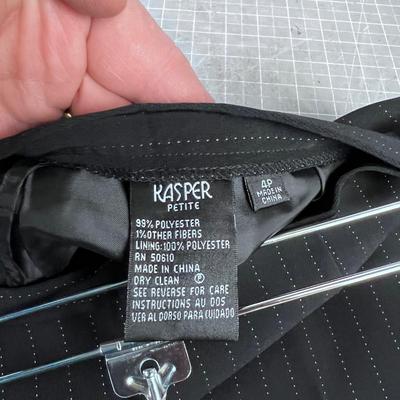 KASPER
PETITE
99% POLYESTER
1% OTHER FIBERS
LINING: 100% POLYESTER
RN 50610
MADE IN CHINA
DRY CLEAN Ⓟ
SEE REVERSE FOR CARE
INSTRUCTIONS AU DOS
VER AL DORSO PARA CUIDADO
4P
MADE IN
CHINA